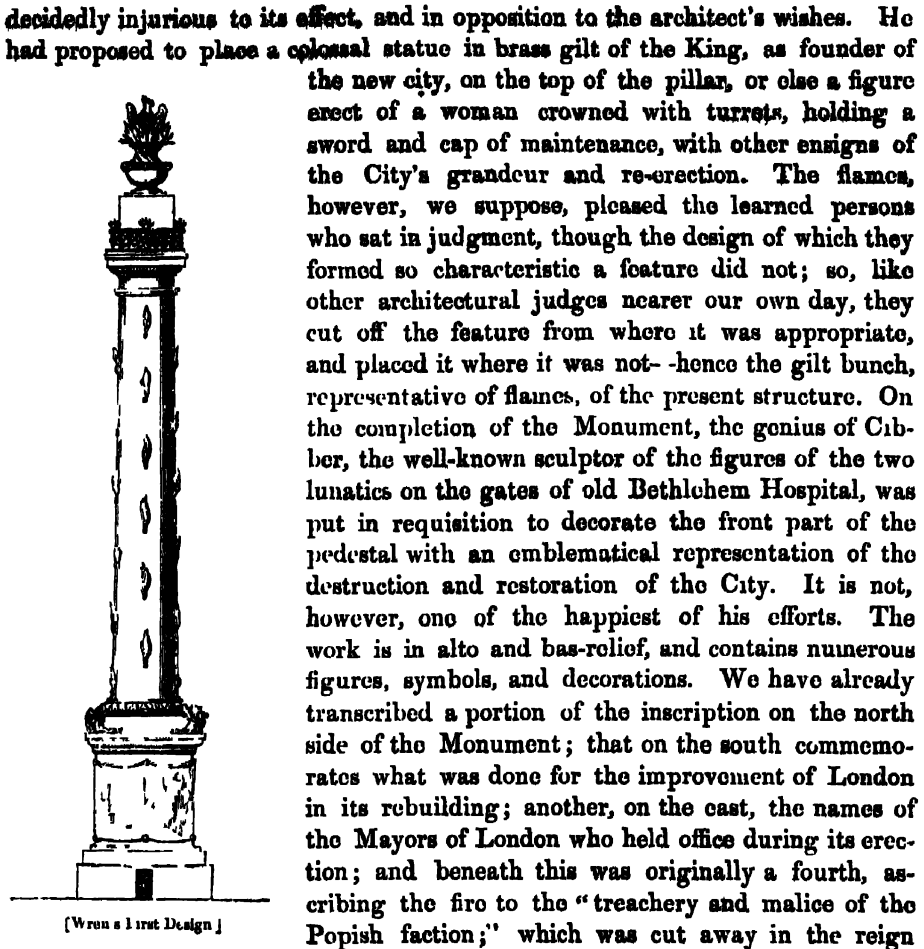 decidedly injurious to its effect, and in opposition to the architect's wishes. He
had proposed to place a colossal statue in brass gilt of the King, as founder of
the new city, on the top of the pillar, or else a figure
erect of a woman crowned with turrets, holding a
sword and cap of maintenance, with other ensigns of
the City's grandeur and re-erection. The flames,
however, we suppose, pleased the learned persons
who sat in judgment, though the design of which they
formed so characteristic a feature did not; so, like
other architectural judges nearer our own day, they
cut off the feature from where it was appropriate,
and placed it where it was not--hence the gilt bunch,
representative of flames, of the present structure. On
the completion of the Monument, the genius of Cib-
ber, the well-known sculptor of the figures of the two
lunatics on the gates of old Bethlehem Hospital, was
put in requisition to decorate the front part of the
pedestal with an emblematical representation of the
destruction and restoration of the City. It is not,
however, one of the happiest of his efforts. The
work is in alto and bas-relief, and contains numerous
figures, symbols, and decorations. We have already
transcribed a portion of the inscription on the north
side of the Monument; that on the south commemo-
rates what was done for the improvement of London
in its rebuilding; another, on the east, the names of
the Mayors of London who held office during its erec-
tion; and beneath this was originally a fourth, as-
cribing the fire to the "treachery and malice of the
Popish faction;" which was cut away in the reign
[Wren's First Design]